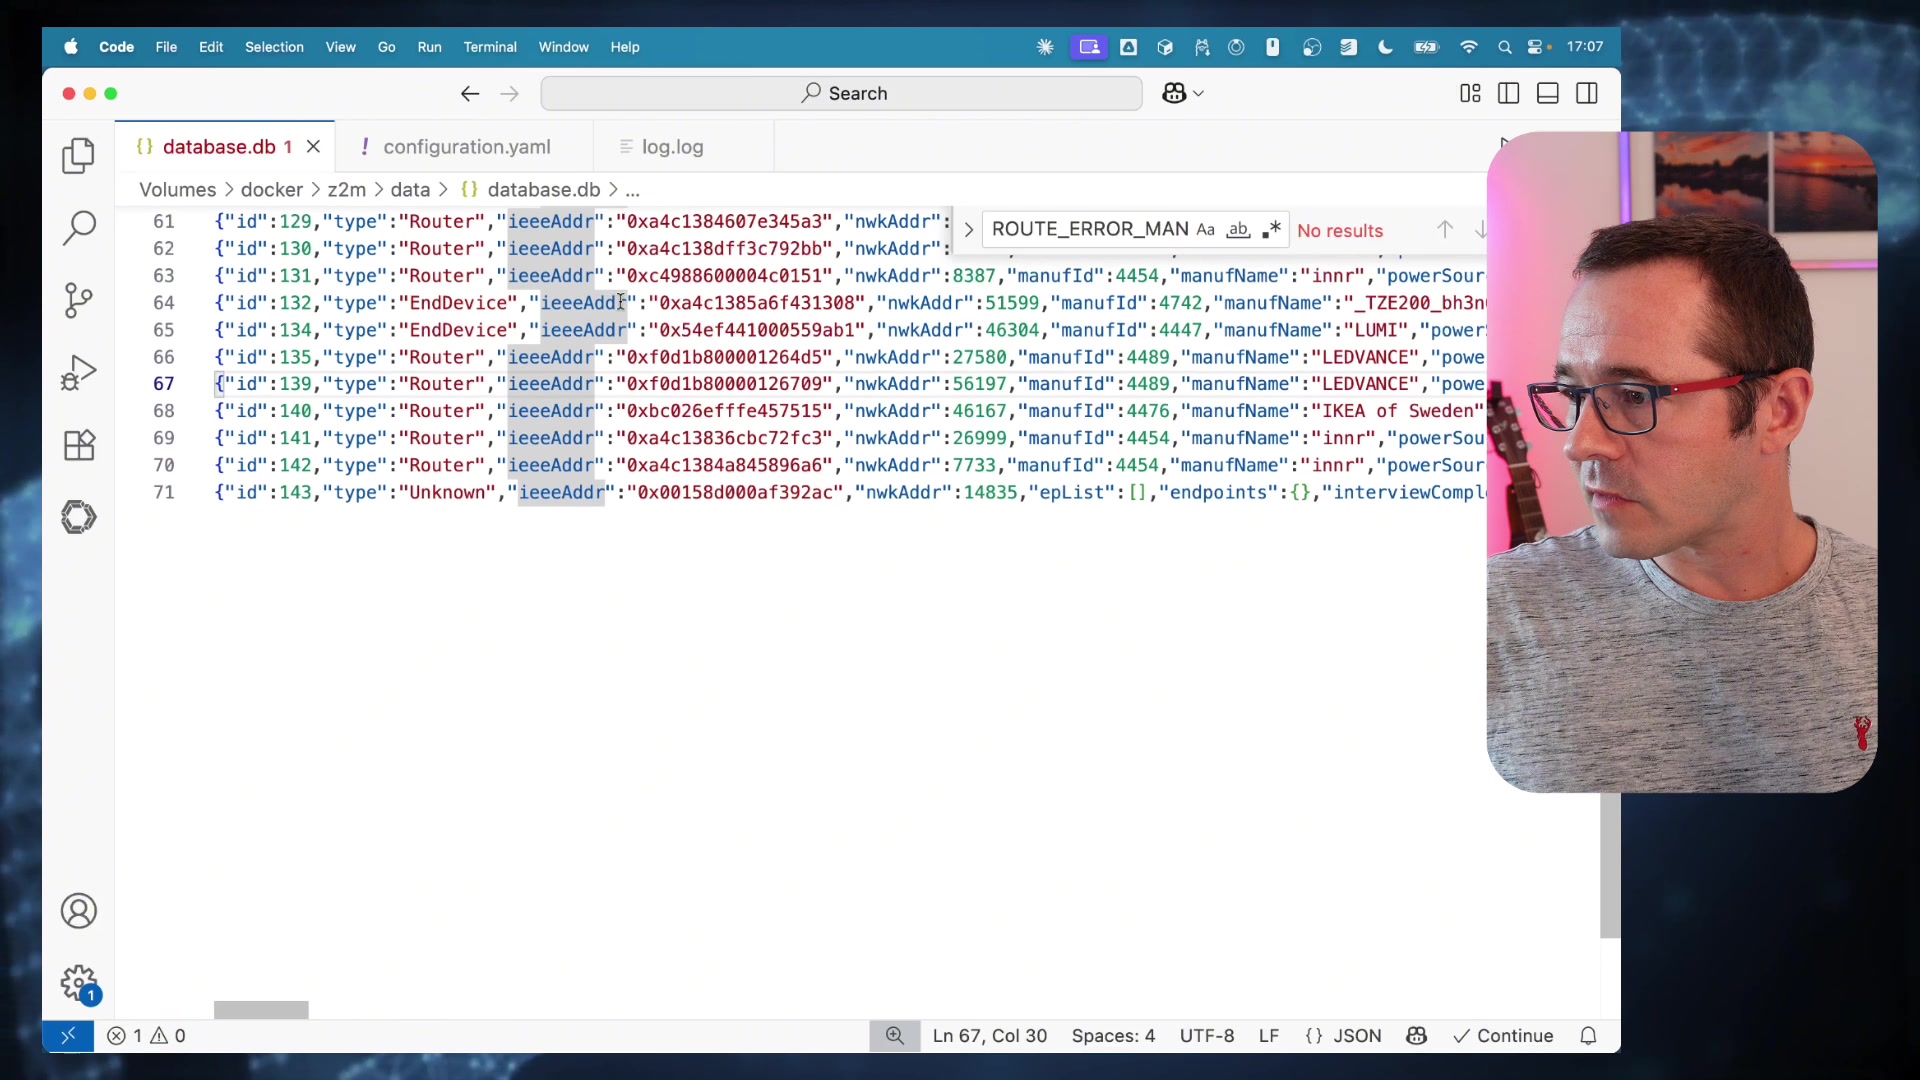 Code File Edit Selection View Go Run Terminal Window Help 17:07
Search
{} database.db 1 ! configuration.yaml log.log
Volumes > docker > z2m > data > {} database.db > ...
ROUTE_ERROR_MAN Aa ab .* No results
61 {"id":129,"type":"Router","ieeeAddr":"0xa4c1384607e345a3","nwkAddr":
62 {"id":130,"type":"Router","ieeeAddr":"0xa4c138dff3c792bb","nwkAddr":
63 {"id":131,"type":"Router","ieeeAddr":"0xc4988600004c0151","nwkAddr":8387,"manufId":4454,"manufName":"innr","powerSour
64 {"id":132,"type":"EndDevice","ieeeAddr":"0xa4c1385a6f431308","nwkAddr":51599,"manufId":4742,"manufName":"_TZE200_bh3n
65 {"id":134,"type":"EndDevice","ieeeAddr":"0x54ef441000559ab1","nwkAddr":46304,"manufId":4447,"manufName":"LUMI","powerS
66 {"id":135,"type":"Router","ieeeAddr":"0xf0d1b800001264d5","nwkAddr":27580,"manufId":4489,"manufName":"LEDVANCE","powe
67 {"id":139,"type":"Router","ieeeAddr":"0xf0d1b80000126709","nwkAddr":56197,"manufId":4489,"manufName":"LEDVANCE","powe
68 {"id":140,"type":"Router","ieeeAddr":"0xbc026efffe457515","nwkAddr":46167,"manufId":4476,"manufName":"IKEA of Sweden"
69 {"id":141,"type":"Router","ieeeAddr":"0xa4c13836cbc72fc3","nwkAddr":26999,"manufId":4454,"manufName":"innr","powerSou
70 {"id":142,"type":"Router","ieeeAddr":"0xa4c1384a845896a6","nwkAddr":7733,"manufId":4454,"manufName":"innr","powerSour
71 {"id":143,"type":"Unknown","ieeeAddr":"0x00158d000af392ac","nwkAddr":14835,"epList":[],"endpoints":{},"interviewCompl
1
1 0 Ln 67, Col 30 Spaces: 4 UTF-8 LF {} JSON Continue